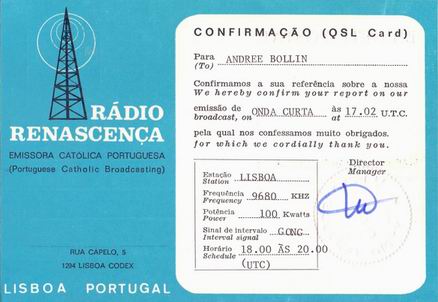 RÁDIO
RENASCENÇA
EMISSORA CATÓLICA PORTUGUESA
(Portuguese Catholic Broadcasting)
RUA CAPELO, 5
1294 LISBOA CODEX
LISBOA PORTUGAL
CONFIRMAÇÃO (QSL Card)
Para ANDREE BOLLIN
(To)
Confirmamos a sua referência sobre a nossa
We hereby confirm your report on our
emissão de ONDA CURTA às 17.02 U.T.C.
broadcast, on at
pela qual nos confessamos muito obrigados.
for which we cordially thank you.
Director
Manager
Estação LISBOA
Station
Frequência 9680 KHZ
Frequency
Potência 100 Kwatts
Power
Sinal de intervalo GONG
Interval signal
Horário 18.00 ÀS 20.00
Schedule (UTC)